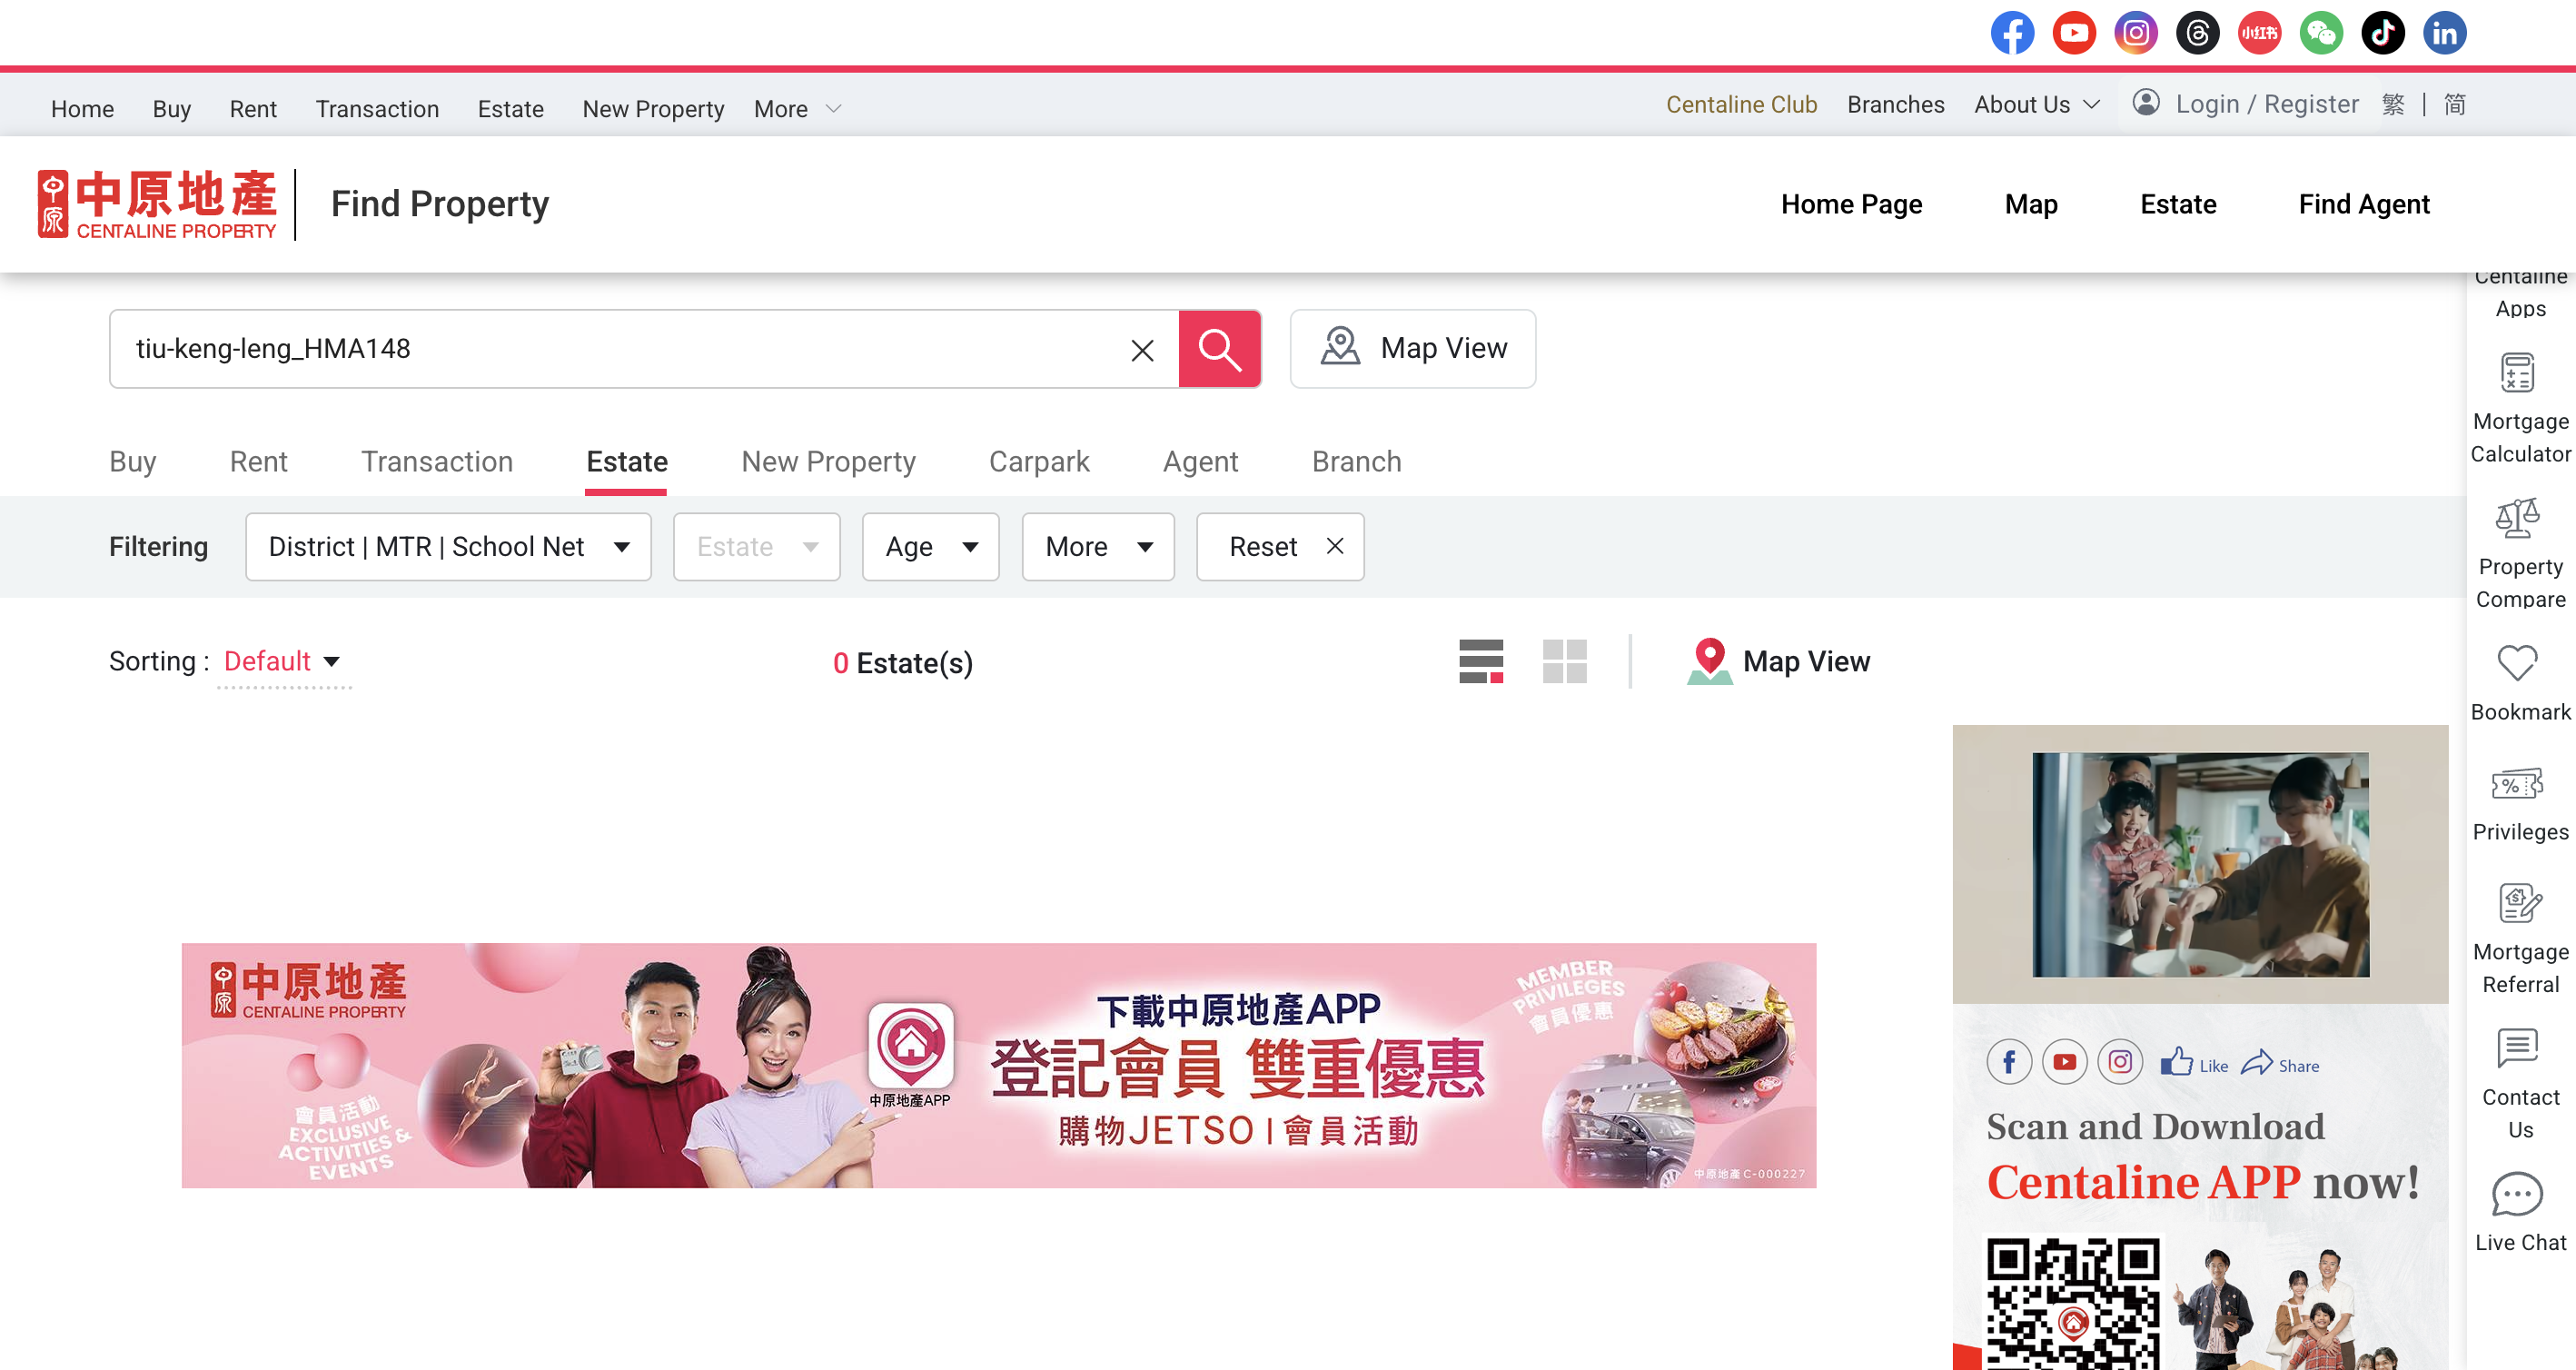 Home Buy Rent Transaction Estate New Property More
Centaline Club Branches About Us Login / Register 繁 | 简
中原 中原地產
CENTALINE PROPERTY
Find Property
Home Page Map Estate Find Agent
tiu-keng-leng_HMA148
Map View
Buy Rent Transaction Estate New Property Carpark Agent Branch
Filtering District | MTR | School Net Estate Age More Reset
Sorting : Default
0 Estate(s)
Map View
中原 中原地產
CENTALINE PROPERTY
會員活動
EXCLUSIVE
ACTIVITIES &
EVENTS
中原地產APP
下載中原地產APP
登記會員 雙重優惠
購物JETSO | 會員活動
MEMBER
PRIVILEGES
會員優惠
中原地產 C-000227
Like Share
Scan and Download
Centaline APP now!
Centaline
Apps
Mortgage
Calculator
Property
Compare
Bookmark
Privileges
Mortgage
Referral
Contact
Us
Live Chat
小红书